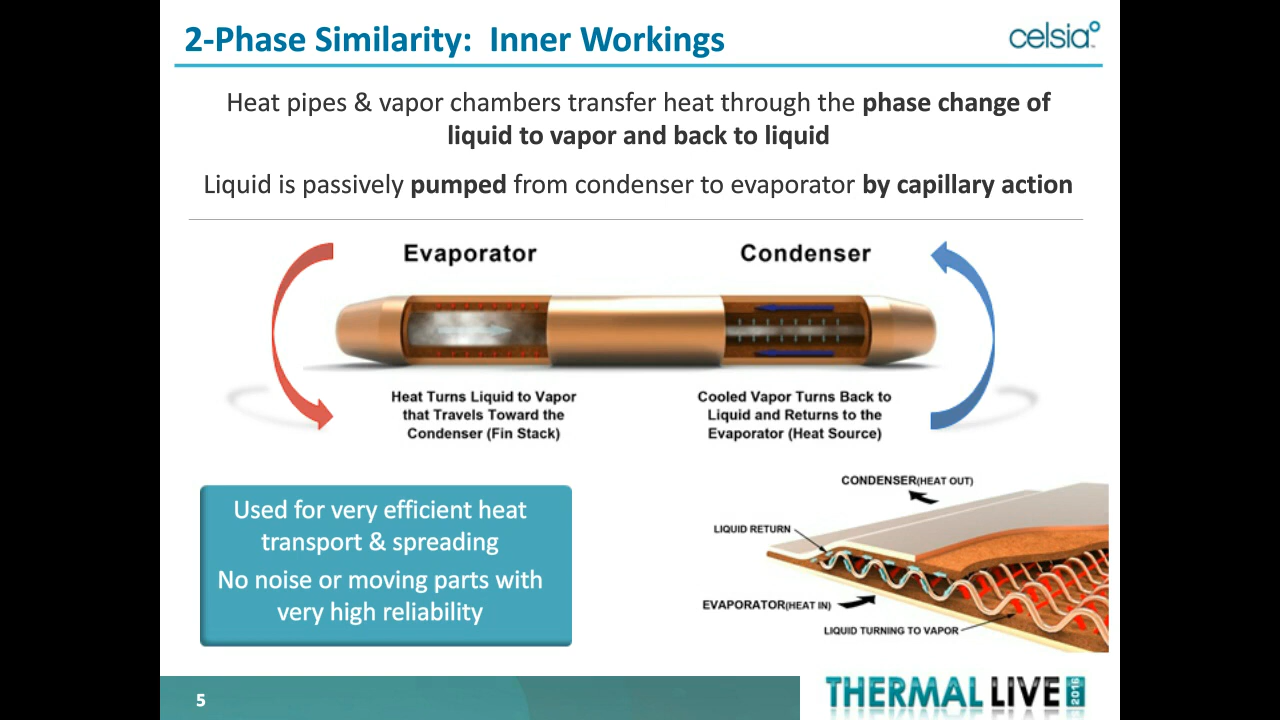 2-Phase Similarity:  Inner Workings
celsia
Heat pipes & vapor chambers transfer heat through the phase change of
liquid to vapor and back to liquid
Liquid is passively pumped from condenser to evaporator by capillary action
Evaporator
Condenser
Heat Turns Liquid to Vapor
that Travels Toward the
Condenser (Fin Stack)
Cooled Vapor Turns Back to
Liquid and Returns to the
Evaporator (Heat Source)
Used for very efficient heat
transport & spreading
No noise or moving parts with
very high reliability
CONDENSER(HEAT OUT)
LIQUID RETURN
EVAPORATOR(HEAT IN)
LIQUID TURNING TO VAPOR
5
THERMAL LIVE 2016